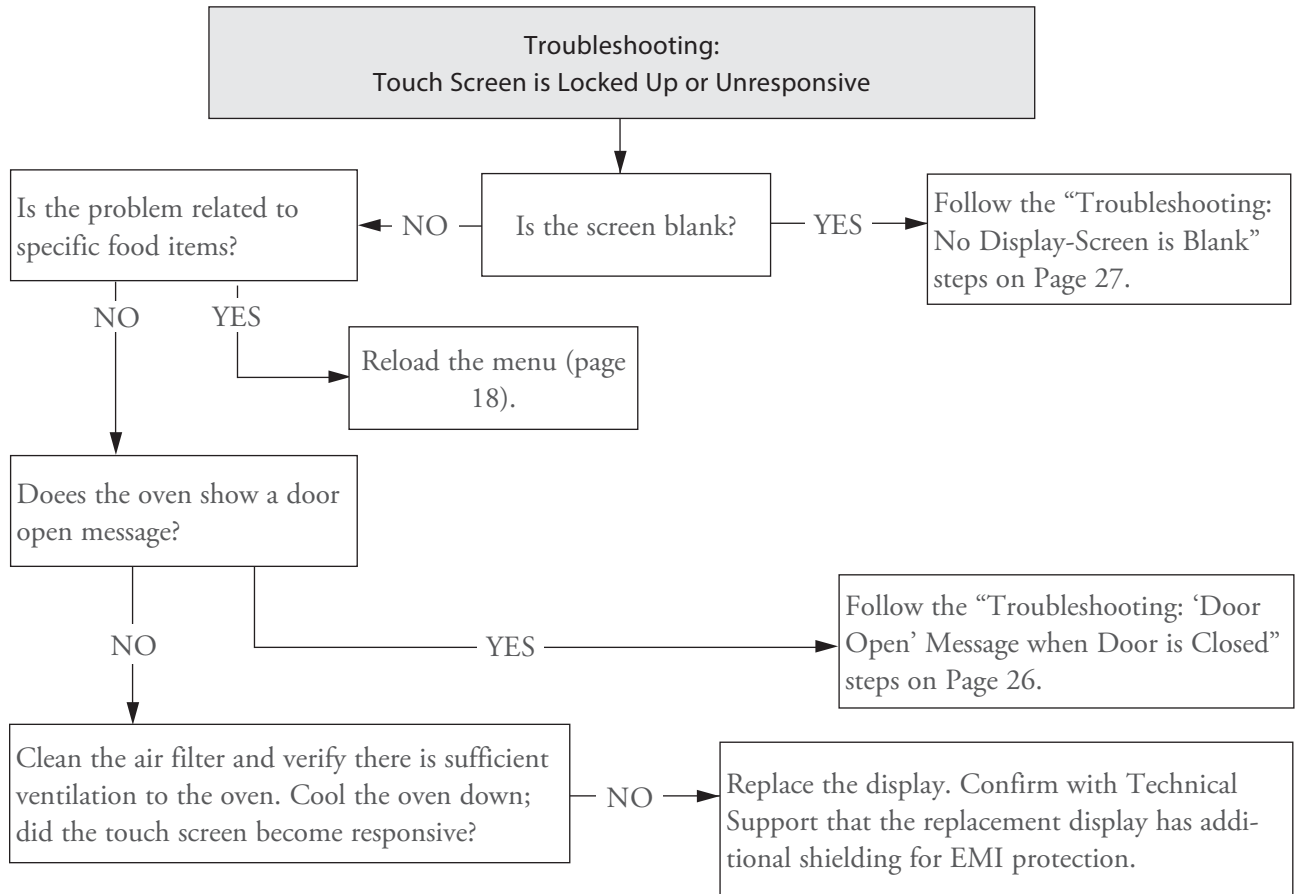 Troubleshooting:
Touch Screen is Locked Up or Unresponsive
Is the screen blank?
YES
Follow the “Troubleshooting:
No Display-Screen is Blank”
steps on Page 27.
NO
Is the problem related to
specific food items?
YES
Reload the menu (page
18).
NO
Doees the oven show a door
open message?
YES
Follow the “Troubleshooting: ‘Door
Open’ Message when Door is Closed”
steps on Page 26.
NO
Clean the air filter and verify there is sufficient
ventilation to the oven. Cool the oven down;
did the touch screen become responsive?
NO
Replace the display. Confirm with Technical
Support that the replacement display has addi-
tional shielding for EMI protection.